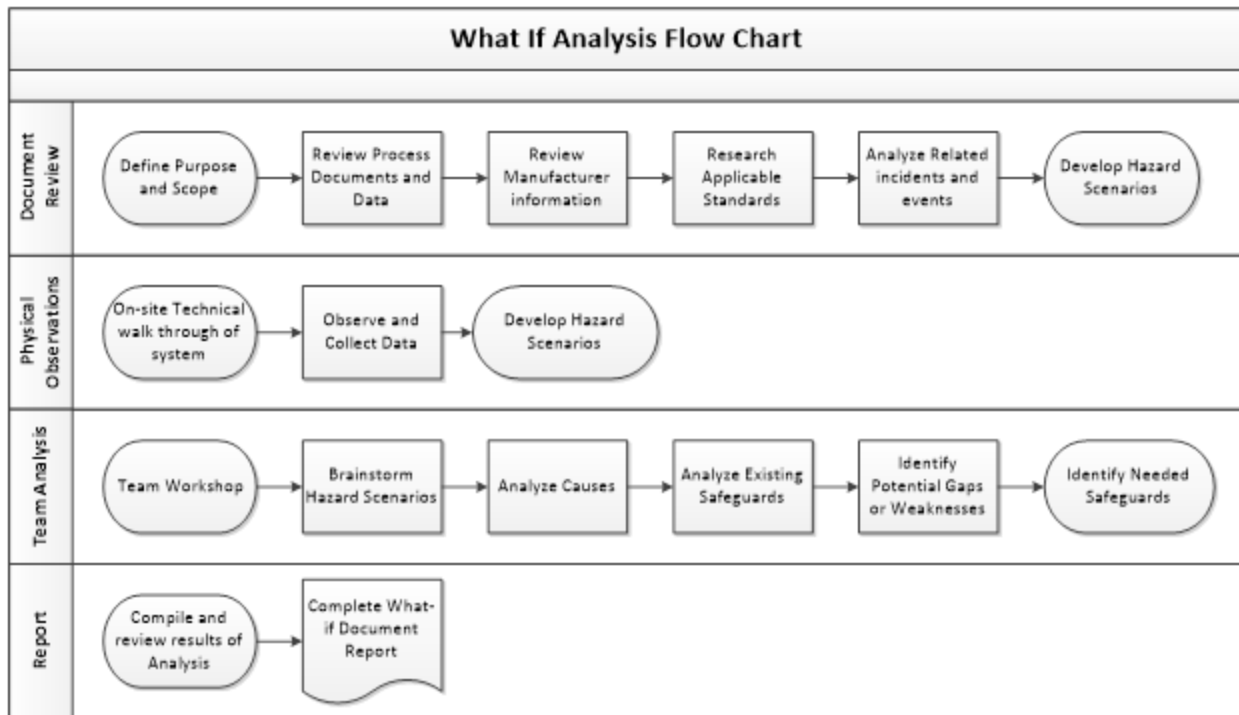 What If Analysis Flow Chart
Document
Review
Define Purpose
and Scope
Review Process
Documents and
Data
Review
Manufacturer
information
Research
Applicable
Standards
Analyze Related
incidents and
events
Develop Hazard
Scenarios
Physical
Observations
On-site Technical
walk through of
system
Observe and
Collect Data
Develop Hazard
Scenarios
Team Analysis
Team Workshop
Brainstorm
Hazard Scenarios
Analyze Causes
Analyze Existing
Safeguards
Identify
Potential Gaps
or Weaknesses
Identify Needed
Safeguards
Report
Compile and
review results of
Analysis
Complete What-
if Document
Report